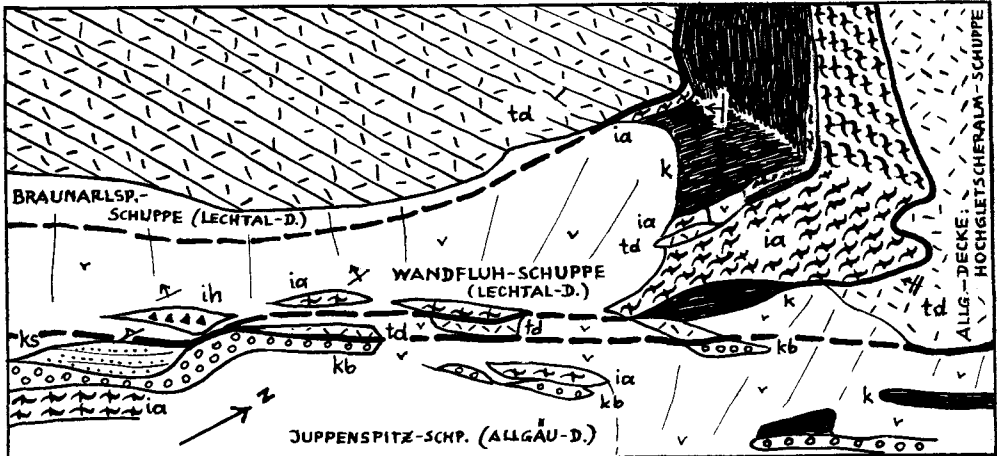 td
ia
k
BRAUNARLSP.-
SCHUPPE (LECHTAL-D.)
ia
td
ia
WANDFLUH-SCHUPPE
(LECHTAL-D.)
ih
ia
k
td
ALLG.-DECKE:
HOCHGLETSCHERALM-SCHUPPE
ks
td
td
kb
kb
ia
kb
k
ia
N
JUPPENSPITZ-SCHP. (ALLGÄU-D.)